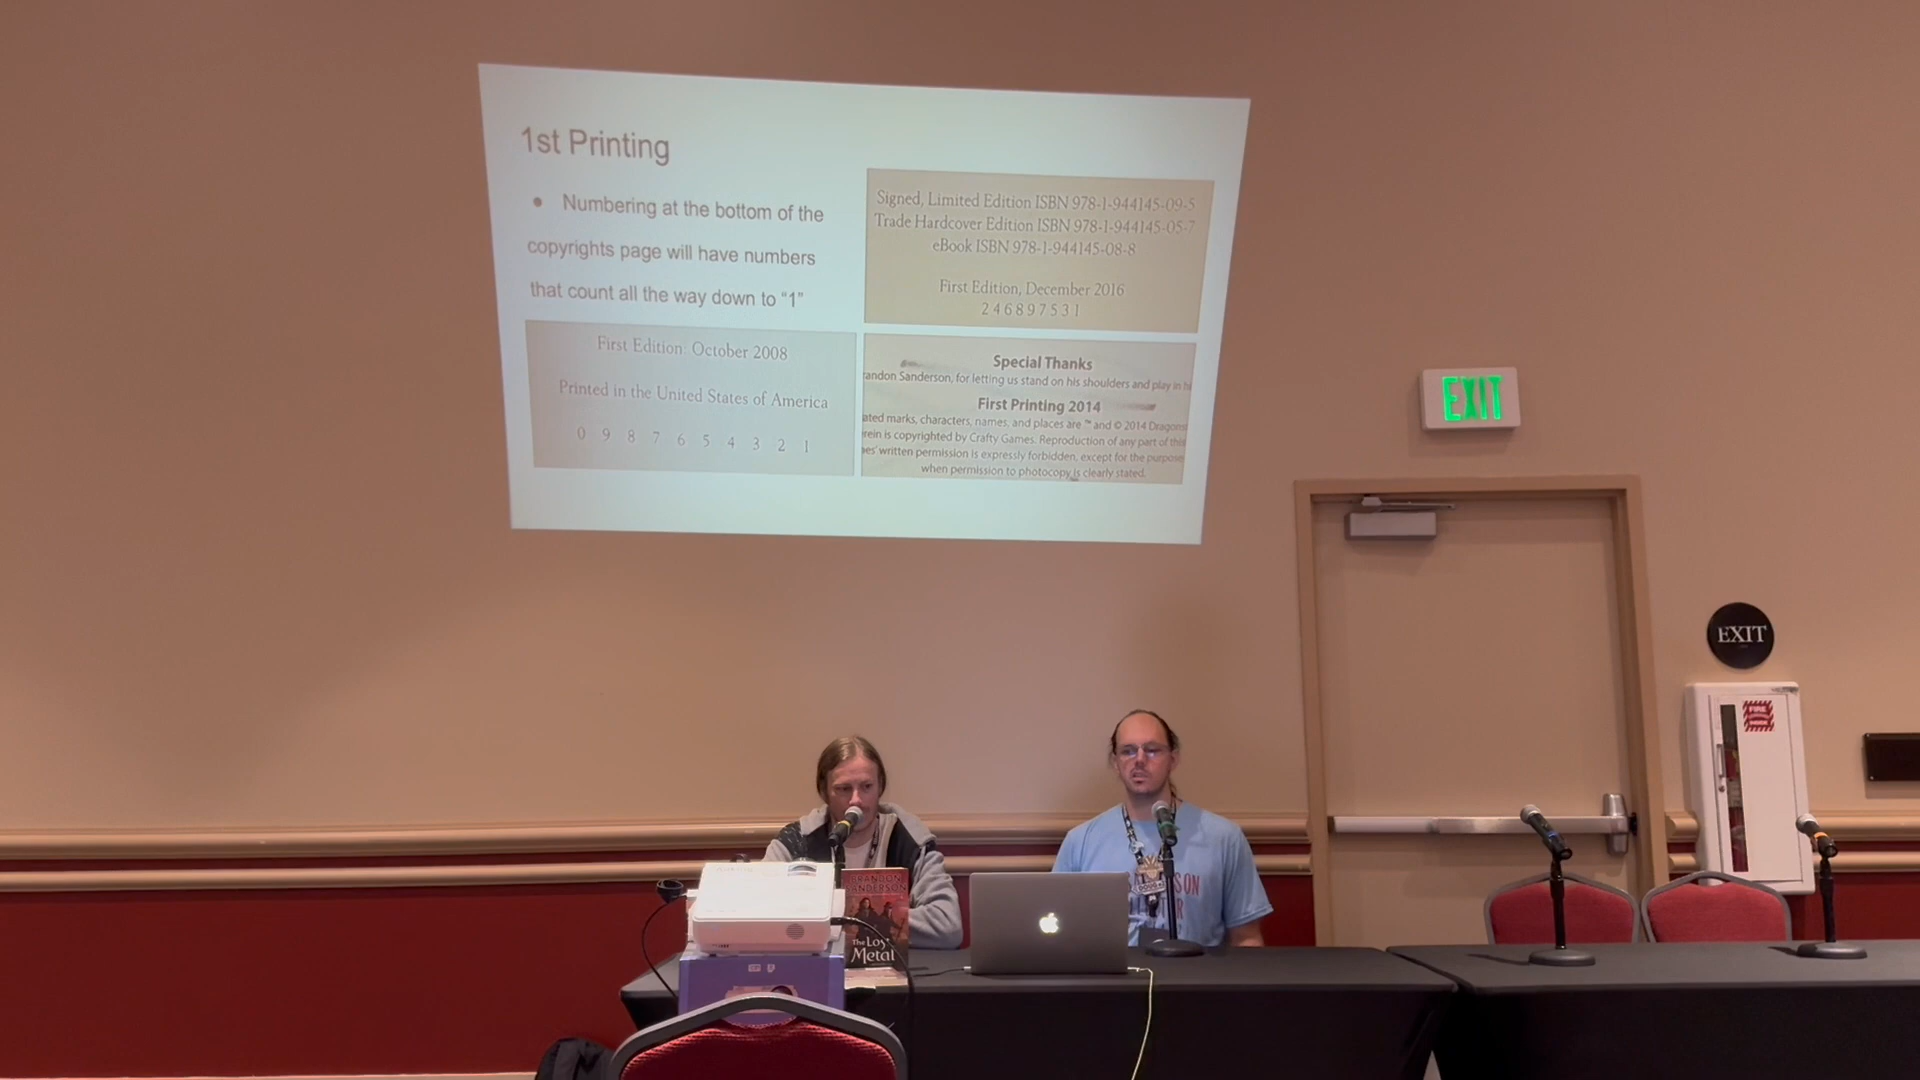 1st Printing
● Numbering at the bottom of the
copyrights page will have numbers
that count all the way down to “1”
Signed, Limited Edition ISBN 978-1-944145-09-5
Trade Hardcover Edition ISBN 978-1-944145-05-7
eBook ISBN 978-1-944145-08-8
First Edition, December 2016
2 4 6 8 9 7 5 3 1
First Edition: October 2008
Printed in the United States of America
0 9 8 7 6 5 4 3 2 1
Special Thanks
randon Sanderson, for letting us stand on his shoulders and play in
First Printing 2014
ated marks, characters, names, and places are ™ and © 2014 Dragons
rein is copyrighted by Crafty Games. Reproduction of any part of this
es' written permission is expressly forbidden, except for the purpose
when permission to photocopy is clearly stated.
EXIT
EXIT
FIRE
BRANDON
SANDERSON
The Lost
Metal